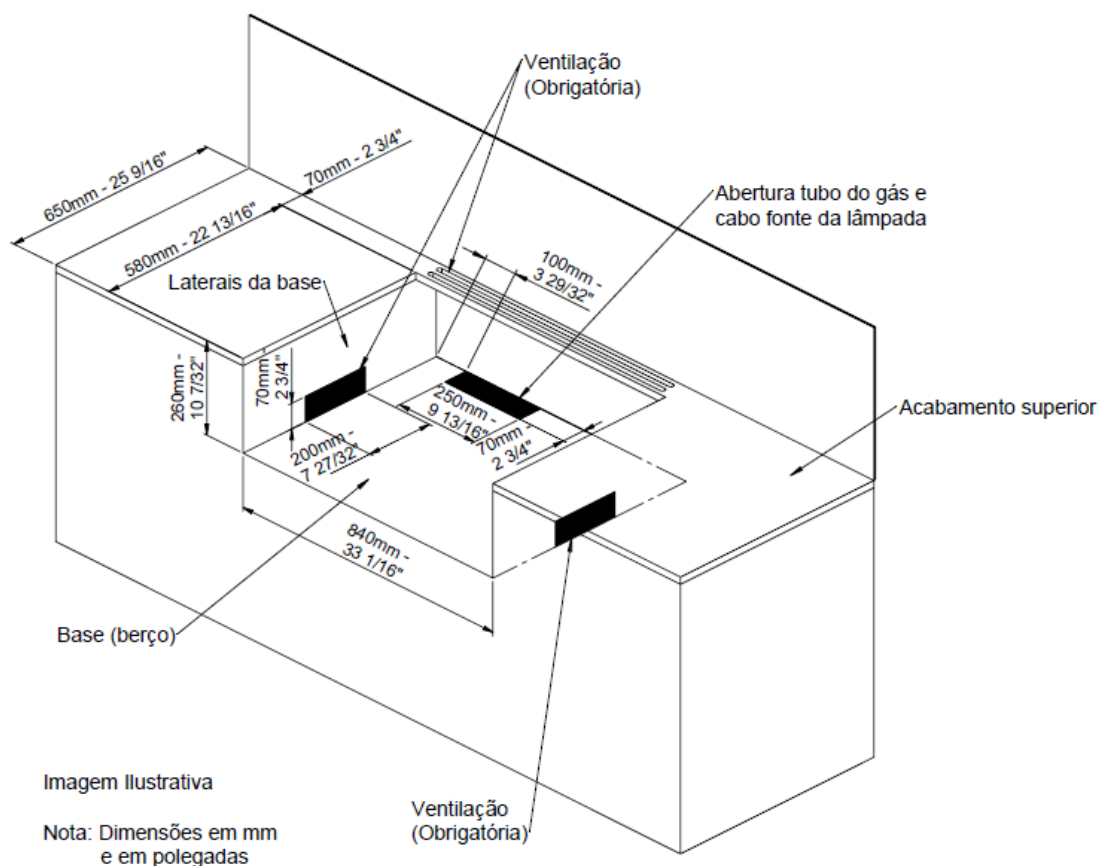 Ventilação
(Obrigatória)
650mm - 25 9/16"
70mm - 2 3/4"
580mm - 22 13/16"
Abertura tubo do gás e
cabo fonte da lâmpada
100mm -
3 29/32"
Laterais da base
260mm -
10 7/32"
70mm
2 3/4"
250mm -
9 13/16"
70mm -
2 3/4"
Acabamento superior
200mm -
7 27/32"
840mm -
33 1/16"
Base (berço)
Imagem Ilustrativa
Nota: Dimensões em mm
e em polegadas
Ventilação
(Obrigatória)